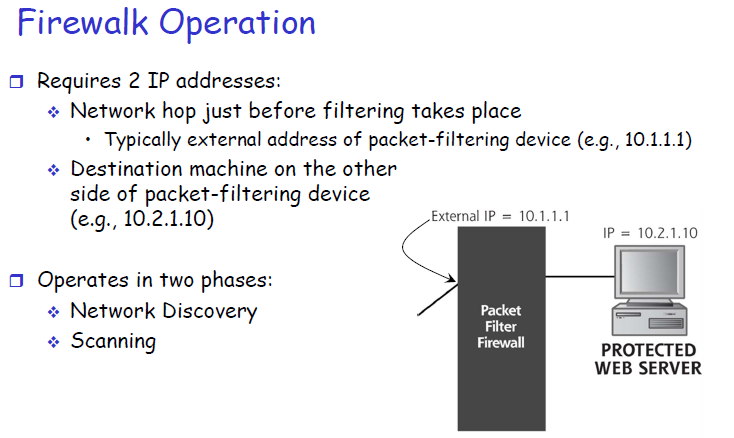 Firewalk Operation
Requires 2 IP addresses:
Network hop just before filtering takes place
Typically external address of packet-filtering device (e.g., 10.1.1.1)
Destination machine on the other
side of packet-filtering device
(e.g., 10.2.1.10)
Operates in two phases:
Network Discovery
Scanning
External IP = 10.1.1.1
IP = 10.2.1.10
Packet
Filter
Firewall
PROTECTED
WEB SERVER